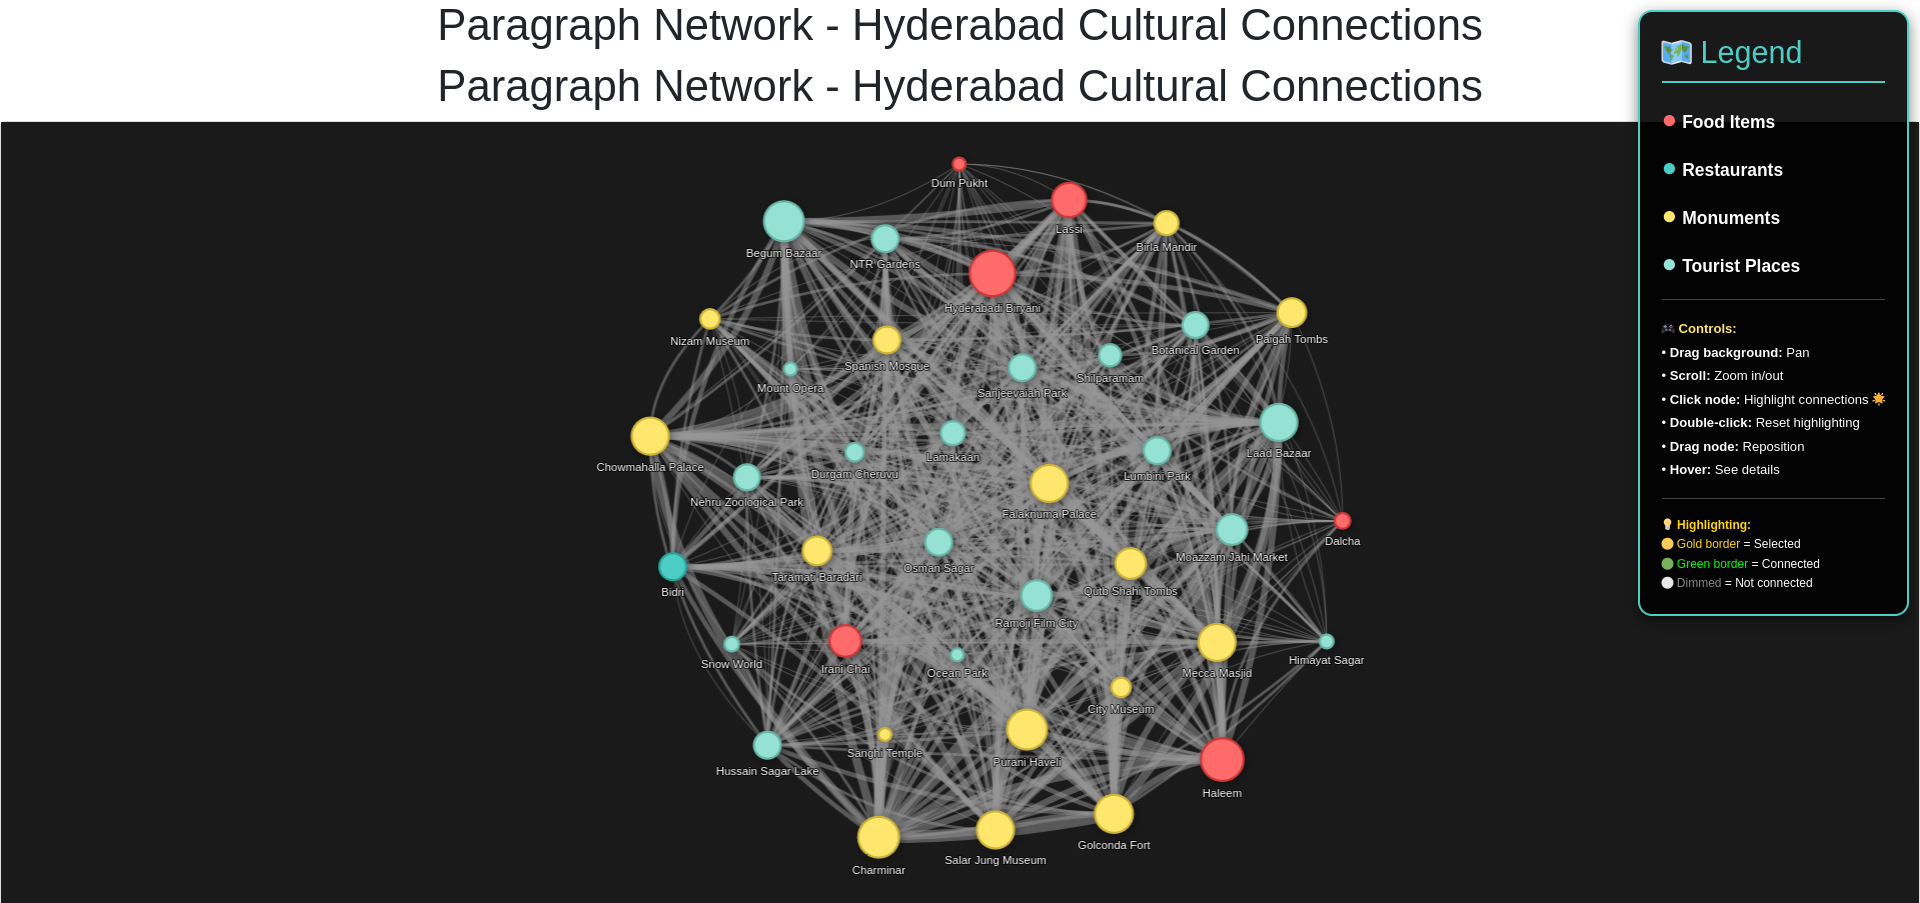 Paragraph Network - Hyderabad Cultural Connections
Paragraph Network - Hyderabad Cultural Connections
Legend
Food Items
Restaurants
Monuments
Tourist Places
Controls:
• Drag background: Pan
• Scroll: Zoom in/out
• Click node: Highlight connections
• Double-click: Reset highlighting
• Drag node: Reposition
• Hover: See details
Highlighting:
Gold border = Selected
Green border = Connected
Dimmed = Not connected
Dum Pukht
Lassi
Birla Mandir
Begum Bazaar
NTR Gardens
Hyderabadi Biryani
Nizam Museum
Paigah Tombs
Botanical Garden
Spanish Mosque
Shilparamam
Mount Opera
Sanjeevaiah Park
Laad Bazaar
Lamakaan
Chowmahalla Palace
Durgam Cheruvu
Lumbini Park
Nehru Zoological Park
Falaknuma Palace
Dalcha
Moazzam Jahi Market
Osman Sagar
Taramati Baradari
Qutb Shahi Tombs
Bidri
Ramoji Film City
Himayat Sagar
Snow World
Irani Chai
Ocean Park
Mecca Masjid
City Museum
Sanghi Temple
Purani Haveli
Hussain Sagar Lake
Haleem
Golconda Fort
Salar Jung Museum
Charminar